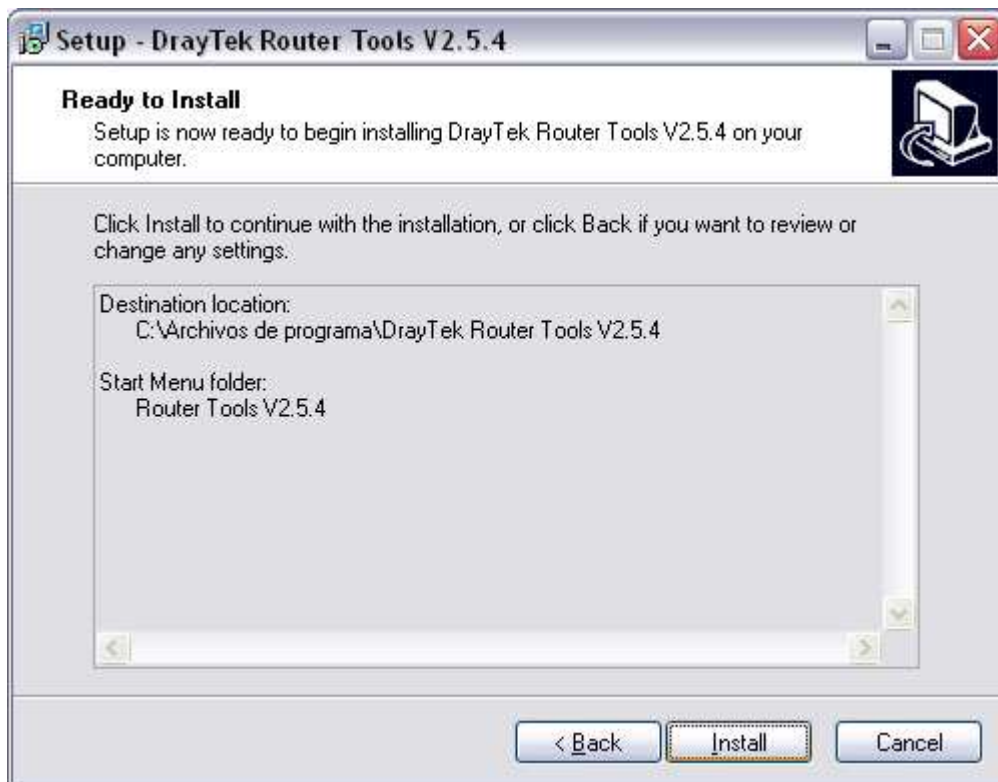 Setup - DrayTek Router Tools V2.5.4
Ready to Install
Setup is now ready to begin installing DrayTek Router Tools V2.5.4 on your
computer.
Click Install to continue with the installation, or click Back if you want to review or
change any settings.
Destination location:
C:\Archivos de programa\DrayTek Router Tools V2.5.4
Start Menu folder:
Router Tools V2.5.4
< Back
Install
Cancel